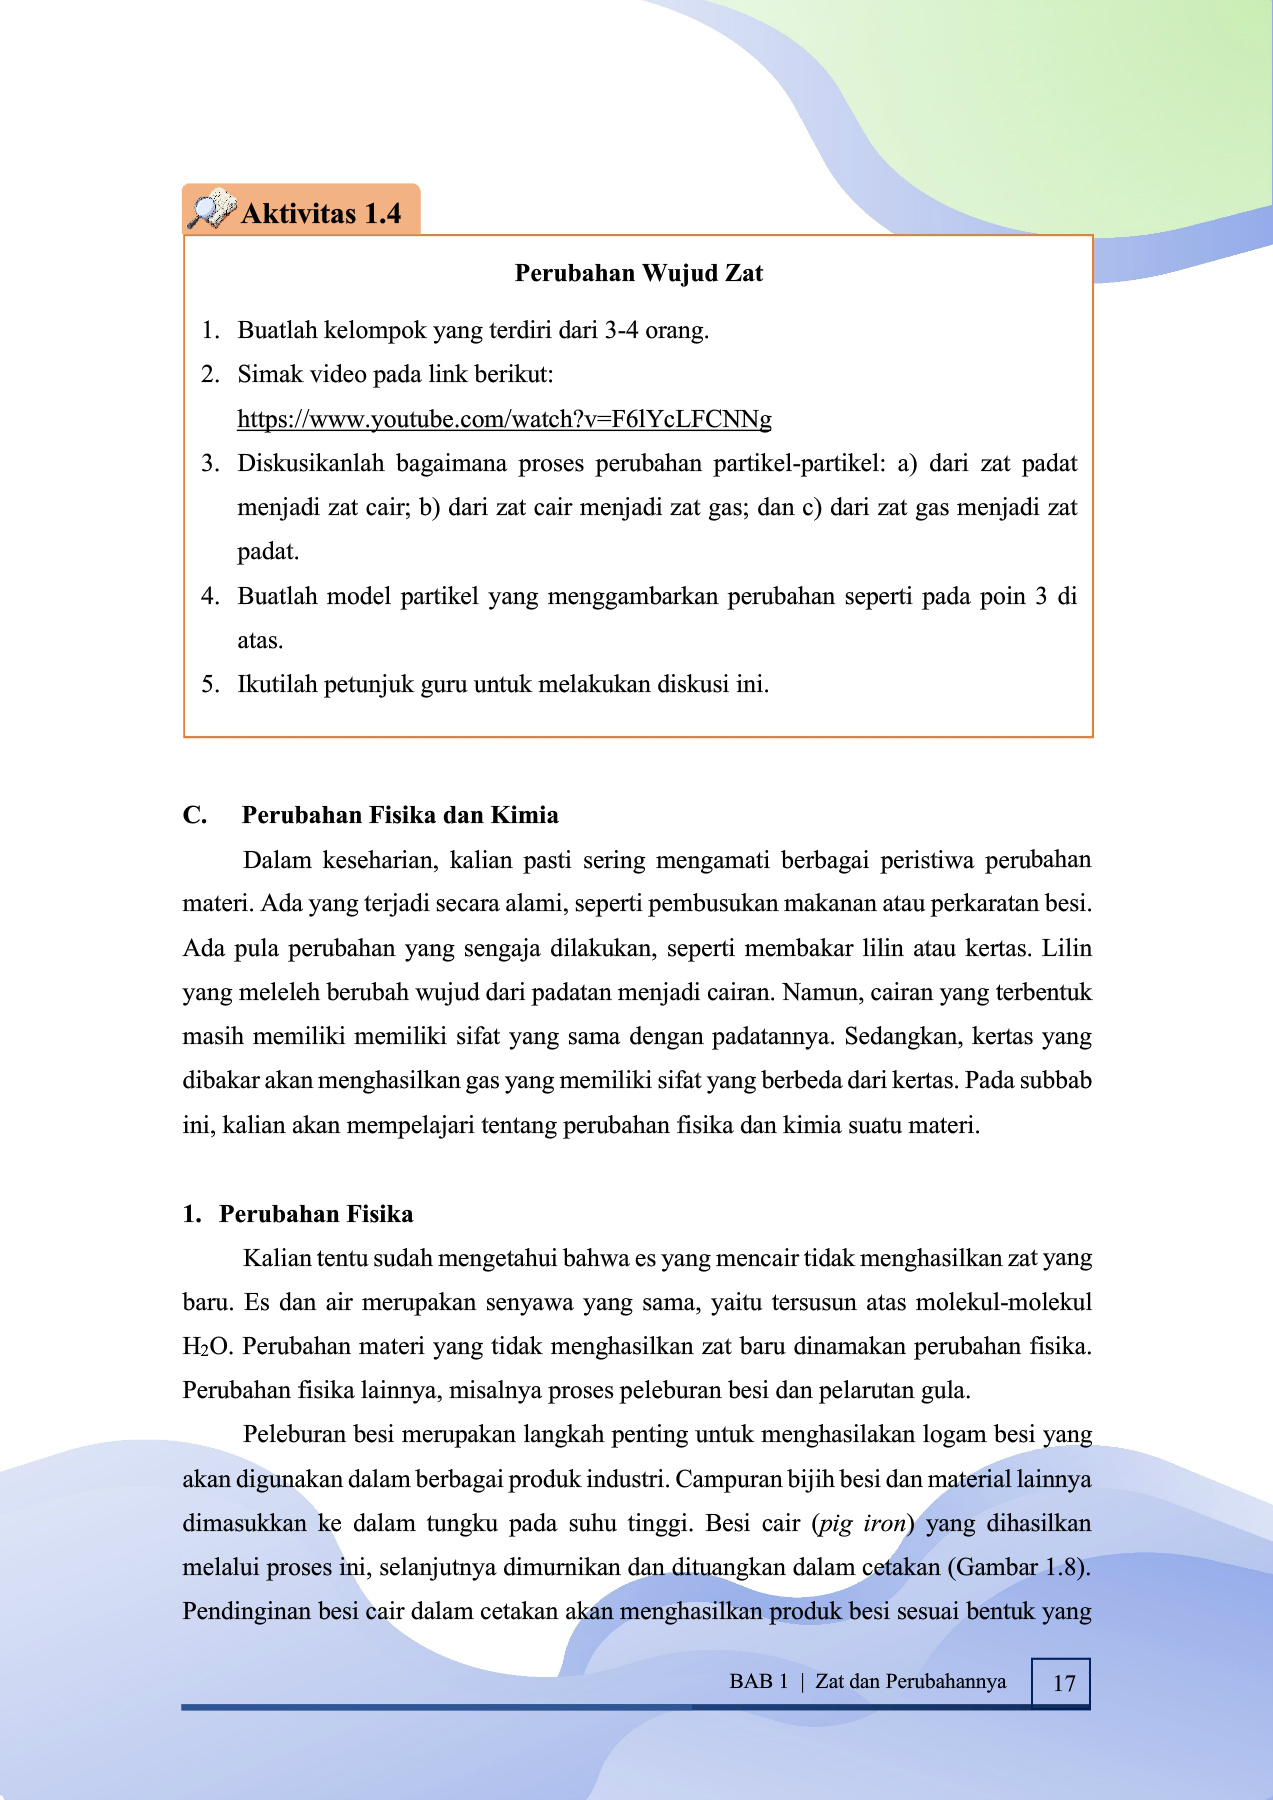 Aktivitas 1.4
Perubahan Wujud Zat
1. Buatlah kelompok yang terdiri dari 3-4 orang.
2. Simak video pada link berikut:
https://www.youtube.com/watch?v=F6lYcLFCNNg
3. Diskusikanlah bagaimana proses perubahan partikel-partikel: a) dari zat padat
menjadi zat cair; b) dari zat cair menjadi zat gas; dan c) dari zat gas menjadi zat
padat.
4. Buatlah model partikel yang menggambarkan perubahan seperti pada poin 3 di
atas.
5. Ikutilah petunjuk guru untuk melakukan diskusi ini.
C. Perubahan Fisika dan Kimia
Dalam keseharian, kalian pasti sering mengamati berbagai peristiwa perubahan
materi. Ada yang terjadi secara alami, seperti pembusukan makanan atau perkaratan besi.
Ada pula perubahan yang sengaja dilakukan, seperti membakar lilin atau kertas. Lilin
yang meleleh berubah wujud dari padatan menjadi cairan. Namun, cairan yang terbentuk
masih memiliki memiliki sifat yang sama dengan padatannya. Sedangkan, kertas yang
dibakar akan menghasilkan gas yang memiliki sifat yang berbeda dari kertas. Pada subbab
ini, kalian akan mempelajari tentang perubahan fisika dan kimia suatu materi.
1. Perubahan Fisika
Kalian tentu sudah mengetahui bahwa es yang mencair tidak menghasilkan zat yang
baru. Es dan air merupakan senyawa yang sama, yaitu tersusun atas molekul-molekul
H₂O. Perubahan materi yang tidak menghasilkan zat baru dinamakan perubahan fisika.
Perubahan fisika lainnya, misalnya proses peleburan besi dan pelarutan gula.
Peleburan besi merupakan langkah penting untuk menghasilakan logam besi yang
akan digunakan dalam berbagai produk industri. Campuran bijih besi dan material lainnya
dimasukkan ke dalam tungku pada suhu tinggi. Besi cair (pig iron) yang dihasilkan
melalui proses ini, selanjutnya dimurnikan dan dituangkan dalam cetakan (Gambar 1.8).
Pendinginan besi cair dalam cetakan akan menghasilkan produk besi sesuai bentuk yang
BAB 1 | Zat dan Perubahannya 17